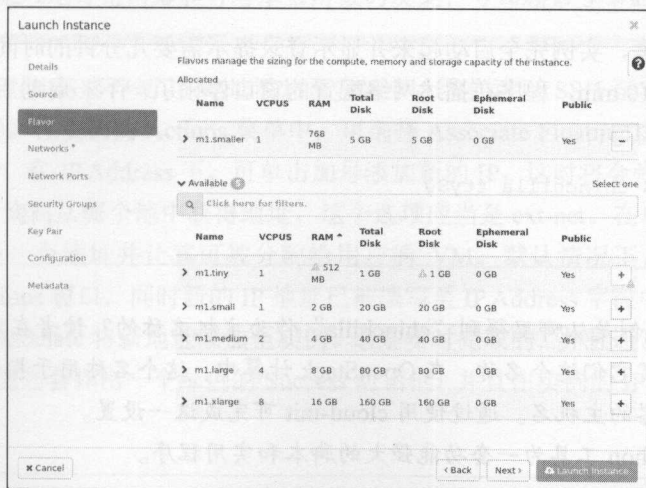 Launch Instance
Details
Source
Flavor
Networks *
Network Ports
Security Groups
Key Pair
Configuration
Metadata
Flavors manage the sizing for the compute, memory and storage capacity of the instance.
Allocated
Name VCPUS RAM Total Disk Root Disk Ephemeral Disk Public
m1.smaller 1 768 MB 5 GB 5 GB 0 GB Yes
Available 5 Select one
Click here for filters.
Name VCPUS RAM Total Disk Root Disk Ephemeral Disk Public
m1.tiny 1 512 MB 1 GB 1 GB 0 GB Yes
m1.small 1 2 GB 20 GB 20 GB 0 GB Yes
m1.medium 2 4 GB 40 GB 40 GB 0 GB Yes
m1.large 4 8 GB 80 GB 80 GB 0 GB Yes
m1.xlarge 8 16 GB 160 GB 160 GB 0 GB Yes
Cancel
Back
Next
Launch Instance